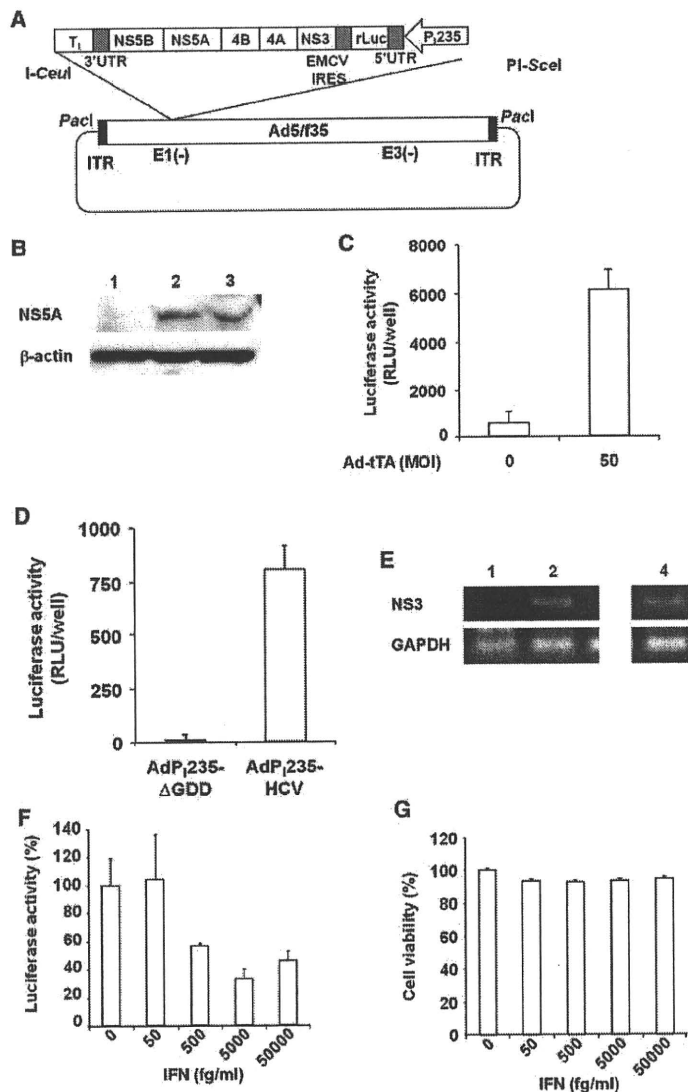 A
T_I NS5B NS5A 4B 4A NS3 rLuc P_I235
3'UTR EMCV IRES 5'UTR
I-CeuI PI-SceI
PacI Ad5/f35 PacI
ITR E1(-) E3(-) ITR
B
1 2 3
NS5A
β-actin
C
Luciferase activity (RLU/well)
8000
6000
4000
2000
0
Ad-tTA (MOI) 0 50
D
Luciferase activity (RLU/well)
1000
750
500
250
0
AdP_I235-ΔGDD AdP_I235-HCV
E
1 2 4
NS3
GAPDH
F
Luciferase activity (%)
140
120
100
80
60
40
20
0
0 50 500 5000 50000
IFN (fg/ml)
G
Cell viability (%)
120
100
80
60
40
20
0
0 50 500 5000 50000
IFN (fg/ml)